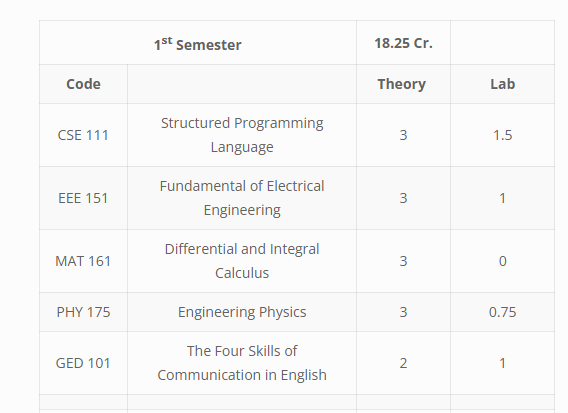 1st Semester 18.25 Cr.
Code Theory Lab
CSE 111 Structured Programming Language 3 1.5
EEE 151 Fundamental of Electrical Engineering 3 1
MAT 161 Differential and Integral Calculus 3 0
PHY 175 Engineering Physics 3 0.75
GED 101 The Four Skills of Communication in English 2 1